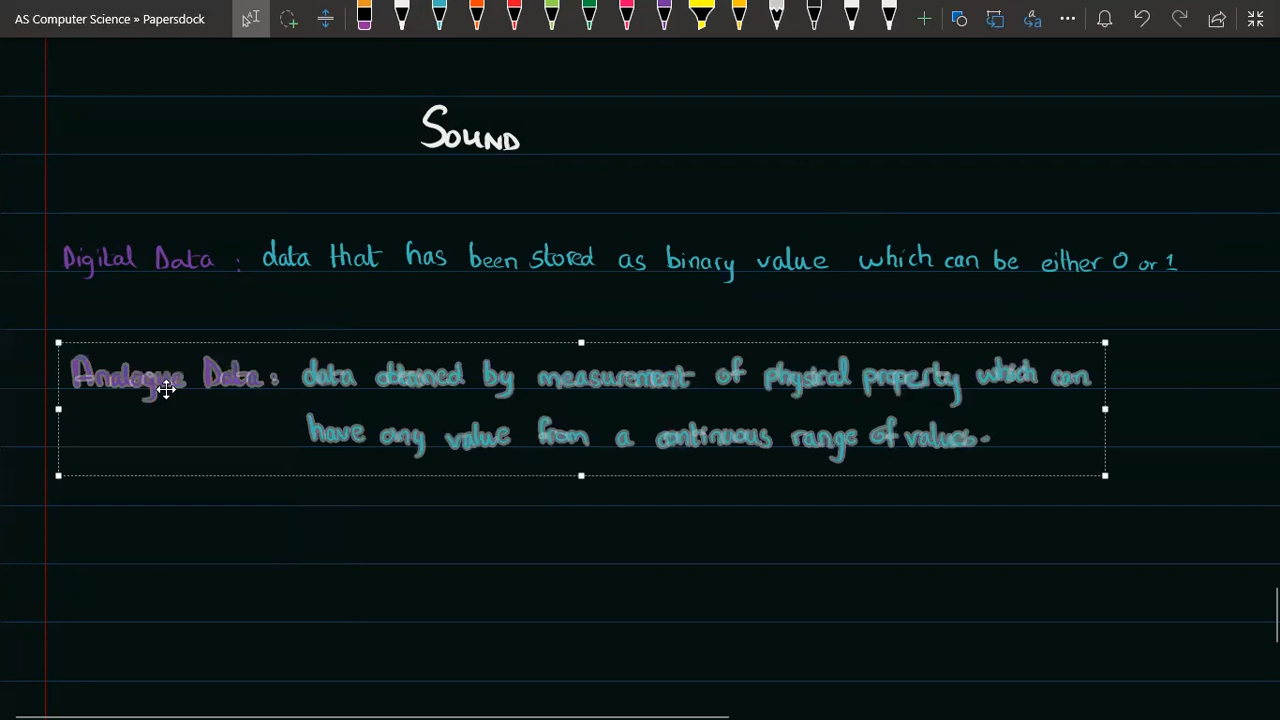 AS Computer Science » Papersdock
SOUND
Digital Data : data that has been stored as binary value which can be either 0 or 1
Analogue Data : data obtained by measurement of physical property which can
have any value from a continuous range of values.